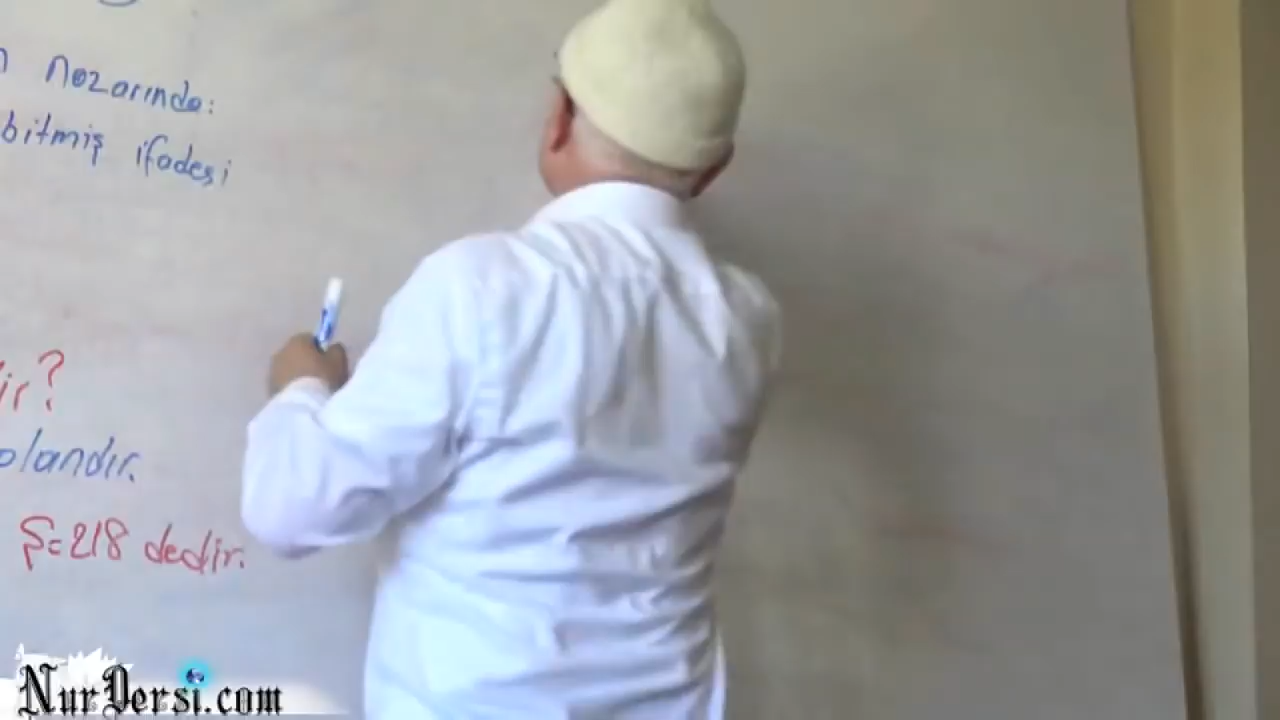 n nazarında:
bitmiş ifadesi
ir?
olandır.
Ş=218 dedir.
NurDersi.com